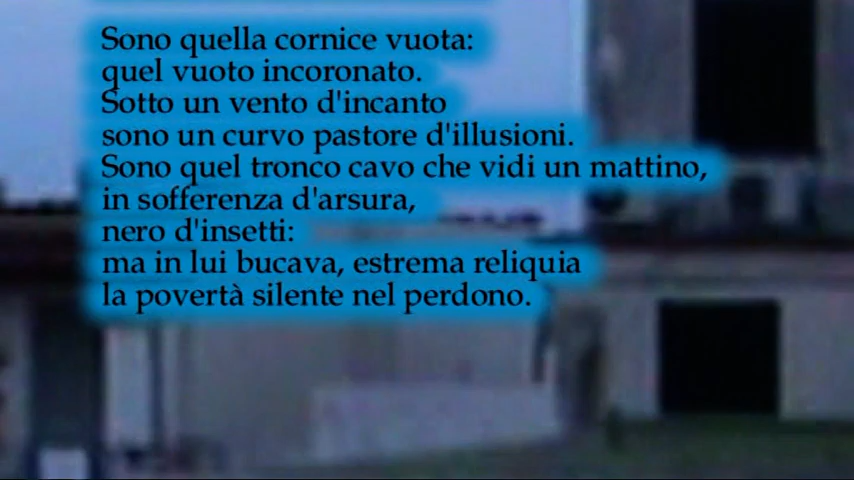 Sono quella cornice vuota:
quel vuoto incoronato.
Sotto un vento d'incanto
sono un curvo pastore d'illusioni.
Sono quel tronco cavo che vidi un mattino,
in sofferenza d'arsura,
nero d'insetti:
ma in lui bucava, estrema reliquia
la povertà silente nel perdono.